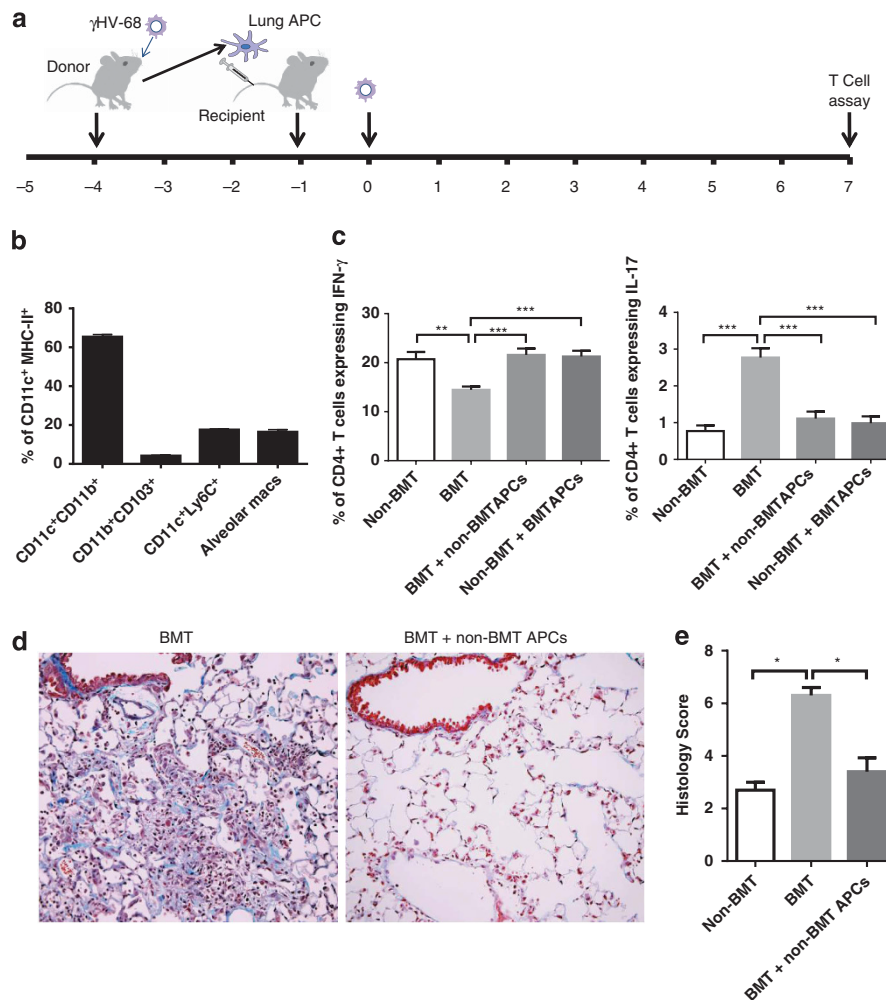 a
γHV-68
Lung APC
Donor
Recipient
T Cell
assay
–5 –4 –3 –2 –1 0 1 2 3 4 5 6 7
b
% of CD11c+ MHC-II+
80
60
40
20
0
CD11c+CD11b+
CD11b+CD103+
CD11c+Ly6C+
Alveolar macs
c
% of CD4+ T cells expressing IFN-γ
30
20
10
0
** *** ***
Non-BMT
BMT
BMT + non-BMTAPCs
Non-BMT + BMTAPCs
% of CD4+ T cells expressing IL-17
4
3
2
1
0
*** *** ***
Non-BMT
BMT
BMT + non-BMTAPCs
Non-BMT + BMTAPCs
d
BMT
BMT + non-BMT APCs
e
Histology Score
8
6
4
2
0
* *
Non-BMT
BMT
BMT + non-BMT APCs